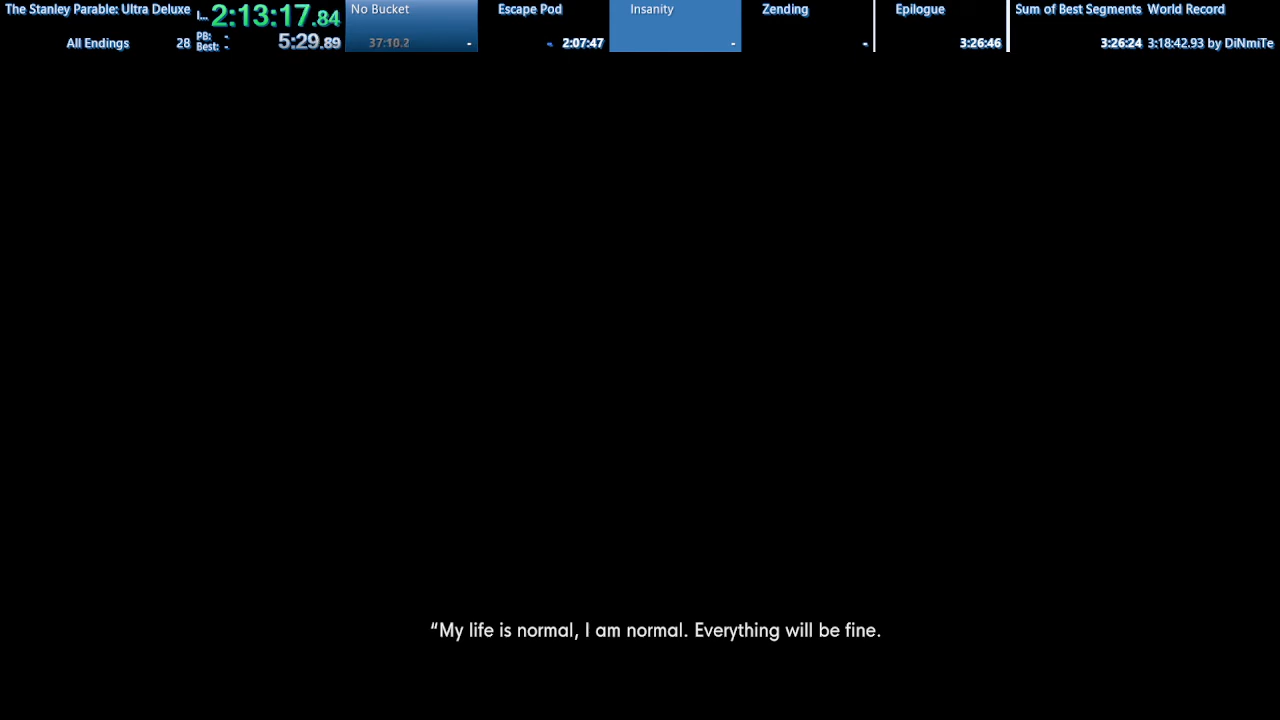 The Stanley Parable: Ultra Deluxe
All Endings 28
I... 2:13:17.84
PB: -
Best: -
5:29.89
No Bucket
37:10.2 -
Escape Pod
- 2:07:47
Insanity
-
Zending
-
Epilogue
3:26:46
Sum of Best Segments World Record
3:26:24 3:18:42.93 by DiNmiTe
“My life is normal, I am normal. Everything will be fine.